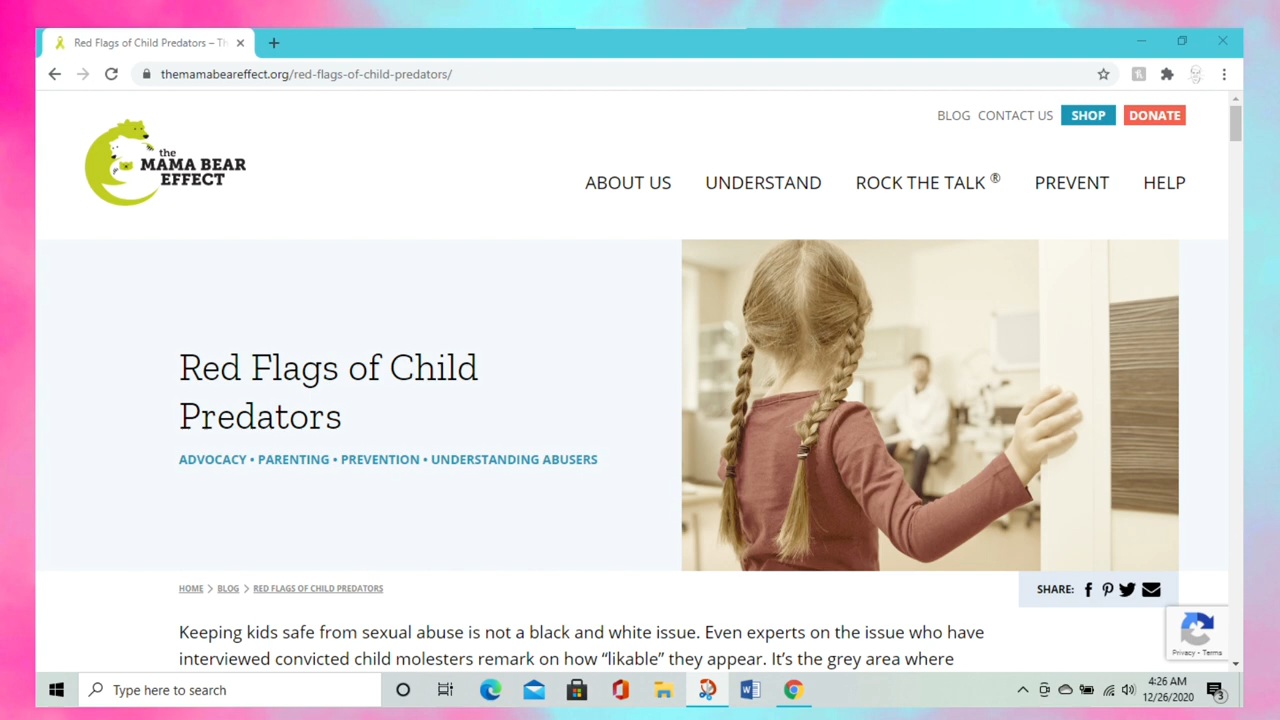 Red Flags of Child Predators – Th
themamabeareffect.org/red-flags-of-child-predators/
BLOG CONTACT US SHOP DONATE
the
MAMA BEAR
EFFECT
ABOUT US UNDERSTAND ROCK THE TALK ® PREVENT HELP
Red Flags of Child
Predators
ADVOCACY • PARENTING • PREVENTION • UNDERSTANDING ABUSERS
HOME > BLOG > RED FLAGS OF CHILD PREDATORS
SHARE:
Keeping kids safe from sexual abuse is not a black and white issue. Even experts on the issue who have
interviewed convicted child molesters remark on how “likable” they appear. It’s the grey area where
Privacy - Terms
Type here to search
4:26 AM
12/26/2020
3